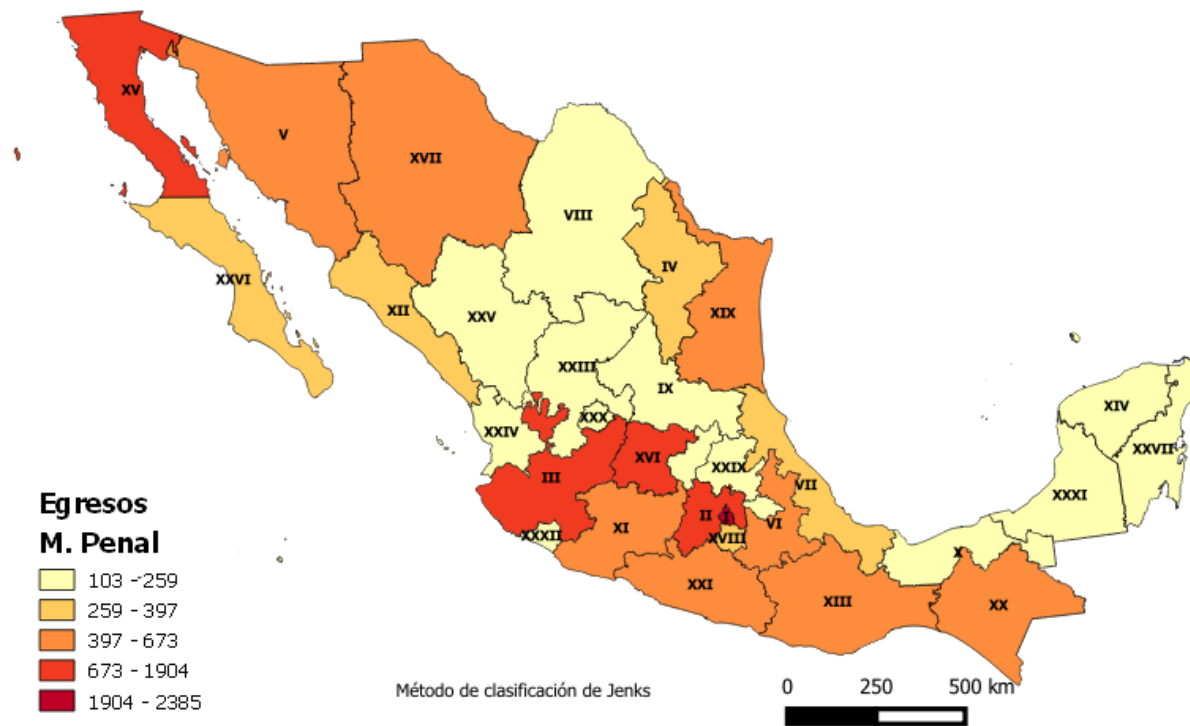 XV
V
XVII
VIII
XXVI
IV
XII
XIX
XXV
XXIII
IX
XXX
XIV
XXIV
XXVII
XVI
XXIX
III
VII
XXXI
II
I
VI
XI
XVIII
XXXII
X
XXI
XIII
XX
Egresos
M. Penal
103 -259
259 - 397
397 - 673
673 - 1904
1904 - 2385
Método de clasificación de Jenks
0 250 500 km